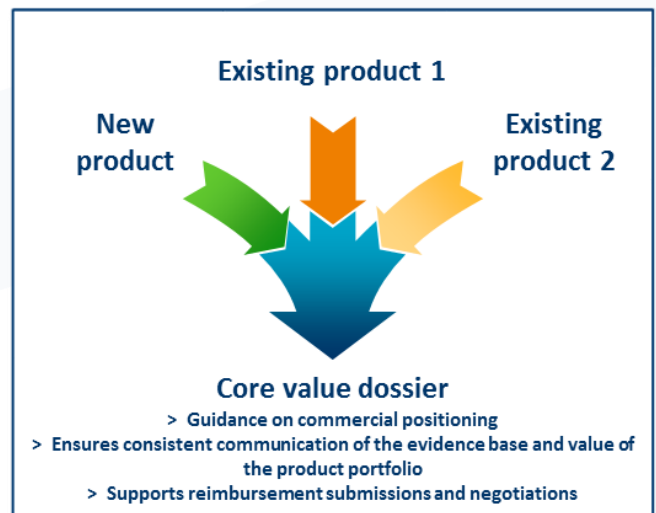 Existing product 1
New
product
Existing
product 2
Core value dossier
> Guidance on commercial positioning
> Ensures consistent communication of the evidence base and value of
the product portfolio
> Supports reimbursement submissions and negotiations